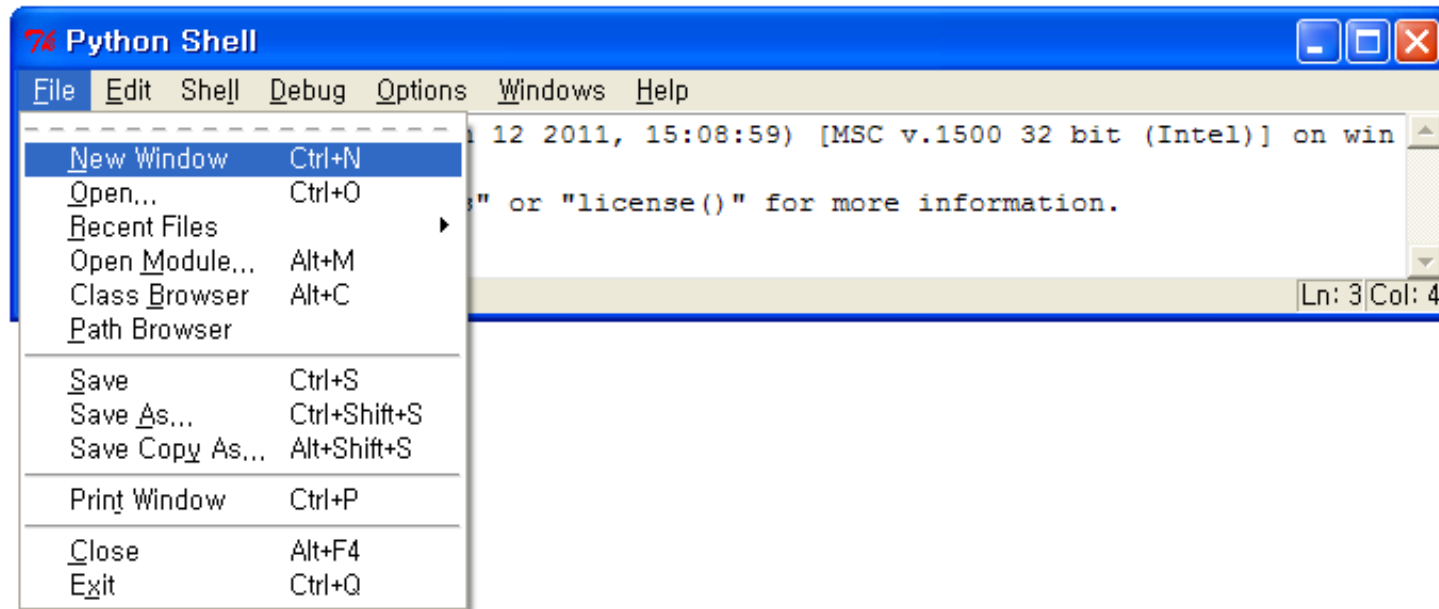 Python Shell
File Edit Shell Debug Options Windows Help
12 2011, 15:08:59) [MSC v.1500 32 bit (Intel)] on win
" or "license()" for more information.
New Window Ctrl+N
Open... Ctrl+O
Recent Files
Open Module... Alt+M
Class Browser Alt+C
Path Browser
Save Ctrl+S
Save As... Ctrl+Shift+S
Save Copy As... Alt+Shift+S
Print Window Ctrl+P
Close Alt+F4
Exit Ctrl+Q
Ln: 3 Col: 4